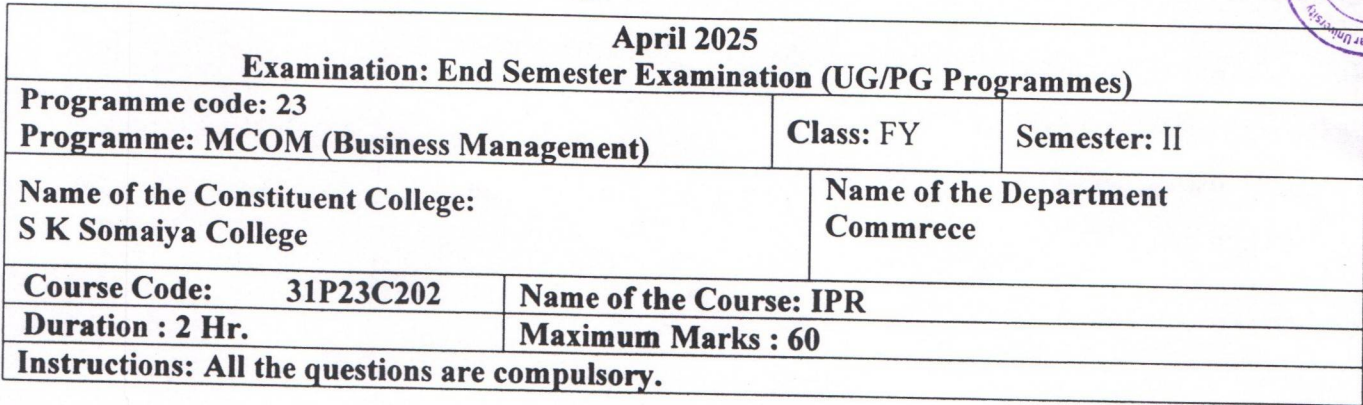 April 2025
Examination: End Semester Examination (UG/PG Programmes)
Programme code: 23
Programme: MCOM (Business Management)
Class: FY
Semester: II
Name of the Constituent College:
S K Somaiya College
Name of the Department
Commrece
Course Code: 31P23C202
Name of the Course: IPR
Duration : 2 Hr.
Maximum Marks : 60
Instructions: All the questions are compulsory.